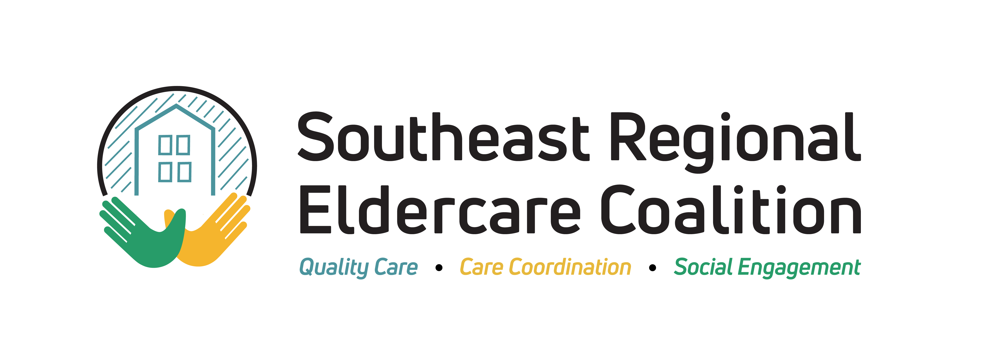 Southeast Regional
Eldercare Coalition
Quality Care • Care Coordination • Social Engagement